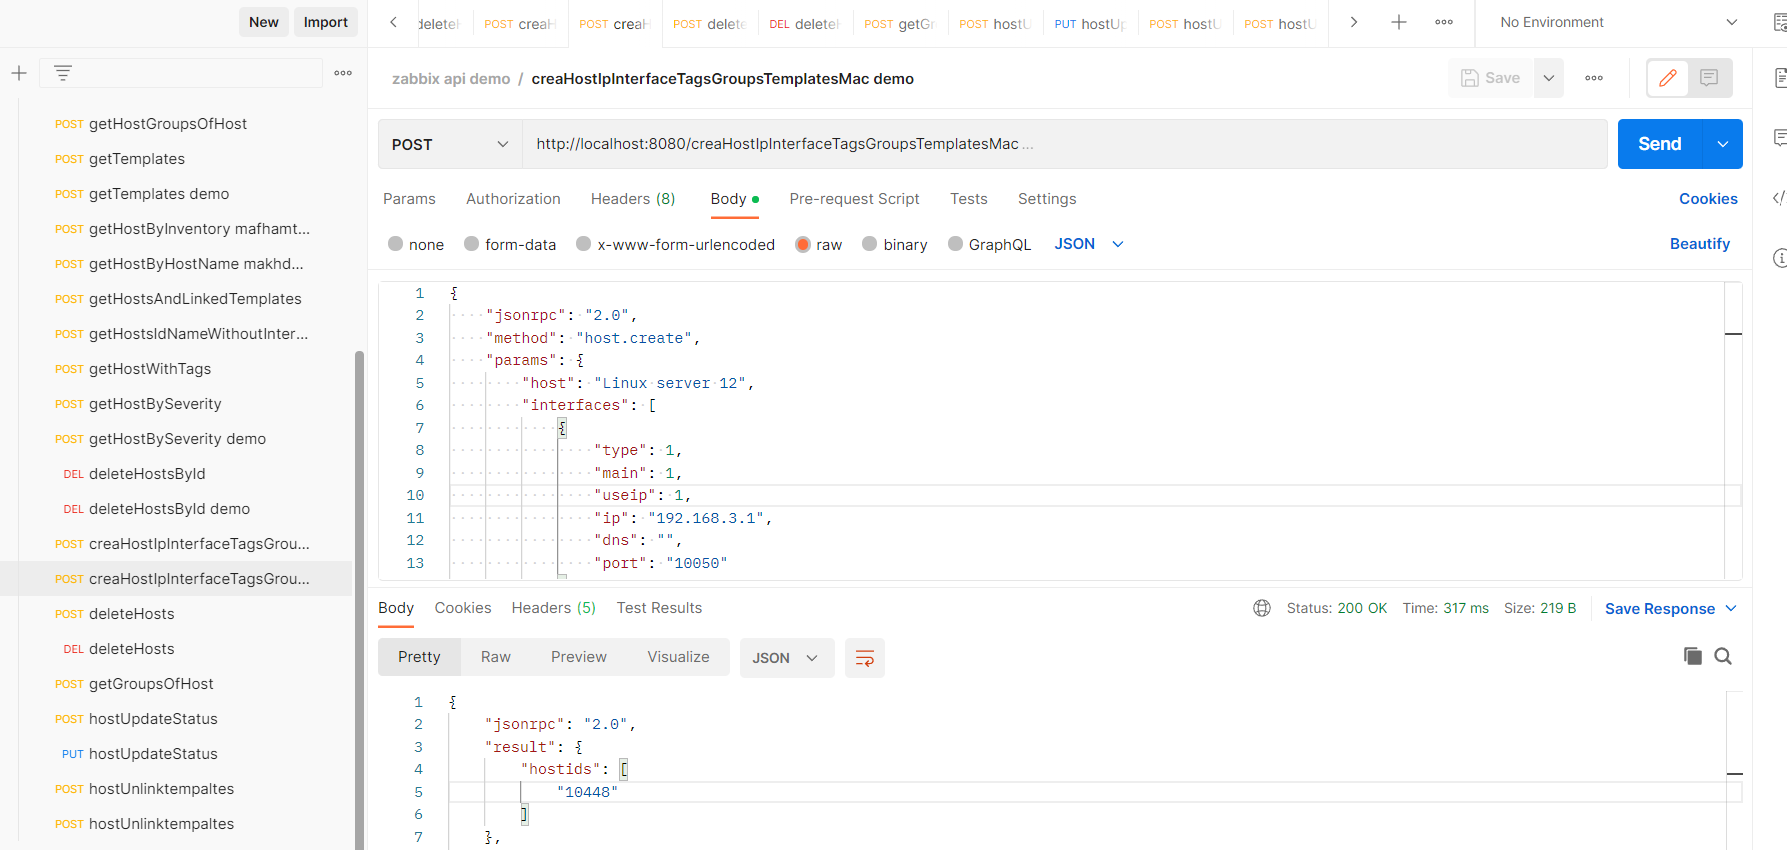 New
Import
delete
POST crea
POST creaH
POST delete
DEL delete
POST getGr
POST hostU
PUT hostUp
POST hostU
POST hostU
No Environment
zabbix api demo / creaHostIpInterfaceTagsGroupsTemplatesMac demo
Save
POST
http://localhost:8080/creaHostIpInterfaceTagsGroupsTemplatesMac ...
Send
Params
Authorization
Headers (8)
Body
Pre-request Script
Tests
Settings
Cookies
none
form-data
x-www-form-urlencoded
raw
binary
GraphQL
JSON
Beautify
POST getHostGroupsOfHost
POST getTemplates
POST getTemplates demo
POST getHostByInventory mafhamt...
POST getHostByHostName makhd...
POST getHostsAndLinkedTemplates
POST getHostsIdNameWithoutInter...
POST getHostWithTags
POST getHostBySeverity
POST getHostBySeverity demo
DEL deleteHostsById
DEL deleteHostsById demo
POST creaHostIpInterfaceTagsGrou...
POST creaHostIpInterfaceTagsGrou...
POST deleteHosts
DEL deleteHosts
POST getGroupsOfHost
POST hostUpdateStatus
PUT hostUpdateStatus
POST hostUnlinktempaltes
POST hostUnlinktempaltes
1 {
2 "jsonrpc": "2.0",
3 "method": "host.create",
4 "params": {
5 "host": "Linux server 12",
6 "interfaces": [
7 {
8 "type": 1,
9 "main": 1,
10 "useip": 1,
11 "ip": "192.168.3.1",
12 "dns": "",
13 "port": "10050"
Body
Cookies
Headers (5)
Test Results
Status: 200 OK
Time: 317 ms
Size: 219 B
Save Response
Pretty
Raw
Preview
Visualize
JSON
1 {
2 "jsonrpc": "2.0",
3 "result": {
4 "hostids": [
5 "10448"
6 ]
7 },